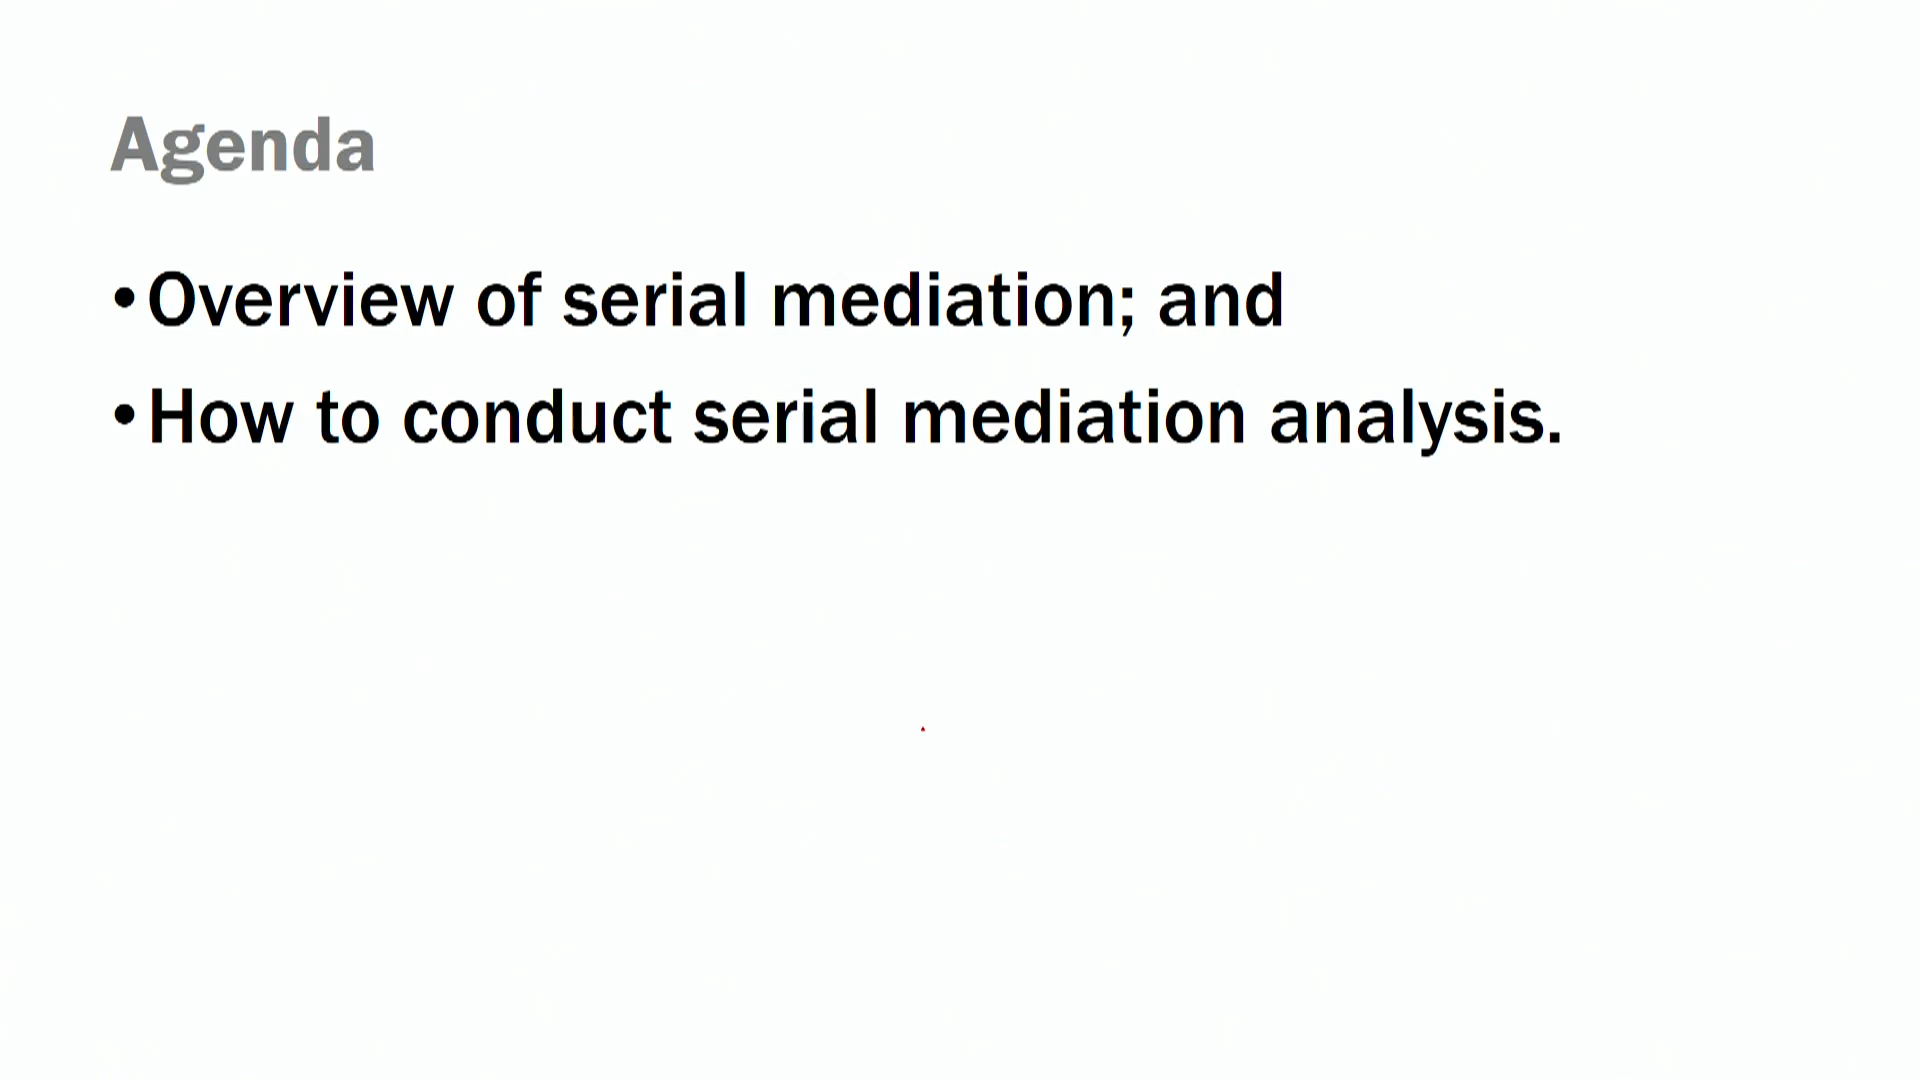 Agenda
•Overview of serial mediation; and
•How to conduct serial mediation analysis.